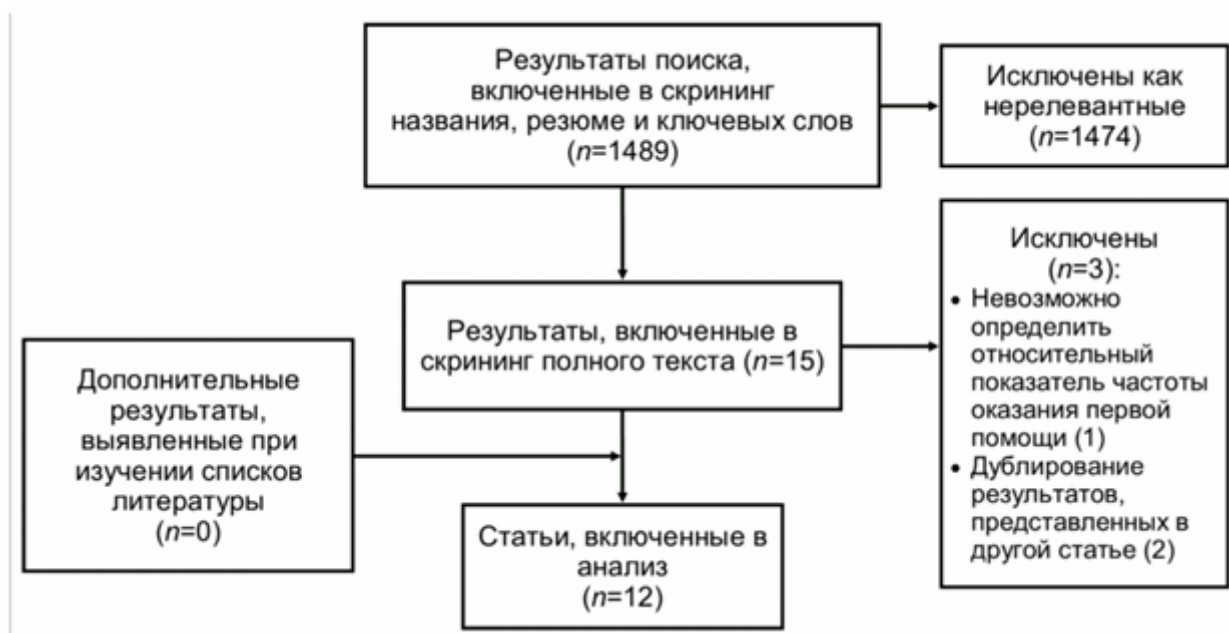 Результаты поиска,
включенные в скрининг
названия, резюме и ключевых слов
(n=1489)
Исключены как
нерелевантные
(n=1474)
Результаты, включенные в
скрининг полного текста (n=15)
Исключены
(n=3):
• Невозможно
определить
относительный
показатель частоты
оказания первой
помощи (1)
• Дублирование
результатов,
представленных в
другой статье (2)
Дополнительные
результаты,
выявленные при
изучении списков
литературы
(n=0)
Статьи, включенные в
анализ
(n=12)